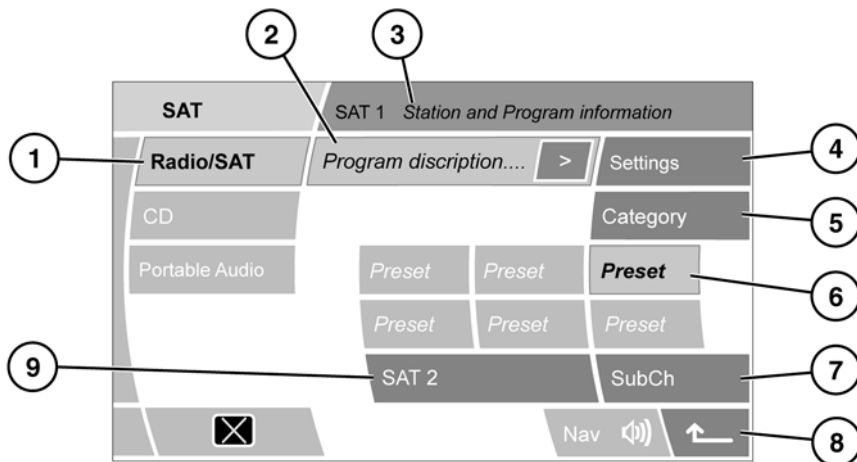 2 3
SAT SAT 1 Station and Program information
1 Radio/SAT Program discription.... > Settings 4
CD Category 5
Portable Audio Preset Preset Preset 6
Preset Preset Preset
9 SAT 2 SubCh 7
Nav 8